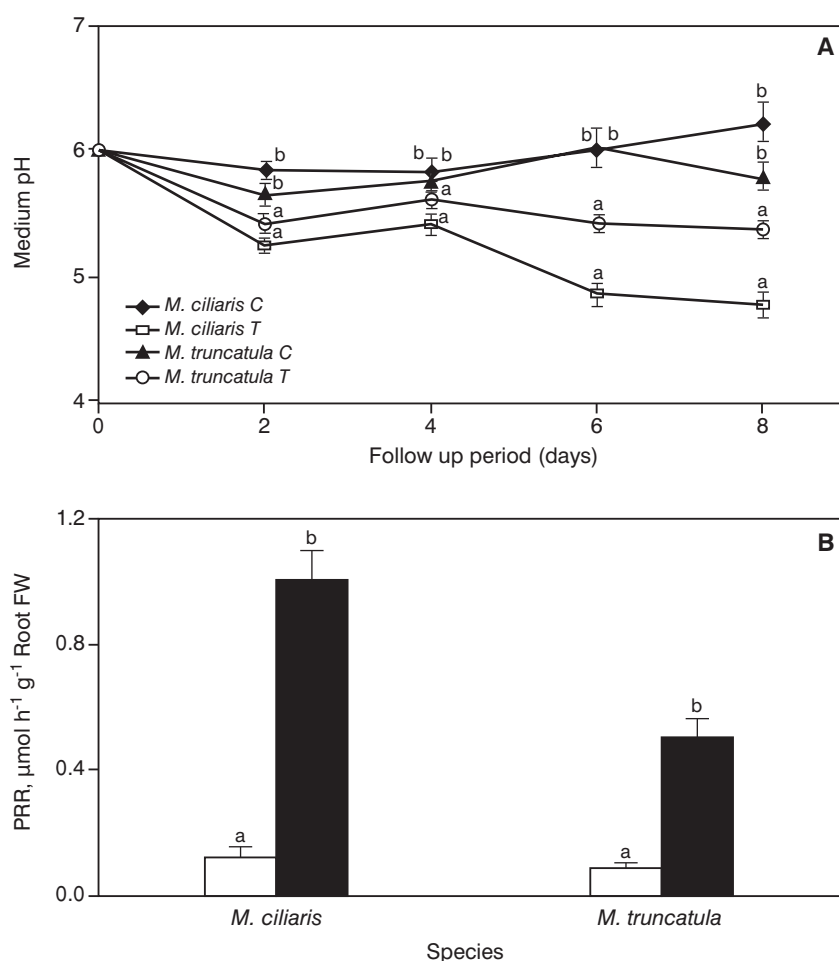 7
A
b
b
b b
b b
b
6
b
a
a
b
a
a
a
a
a
5
4
Medium pH
M. ciliaris C
M. ciliaris T
M. truncatula C
M. truncatula T
0 2 4 6 8
Follow up period (days)
1.2
B
b
0.8
b
0.4
a
a
0.0
PRR, µmol h⁻¹ g⁻¹ Root FW
M. ciliaris M. truncatula
Species